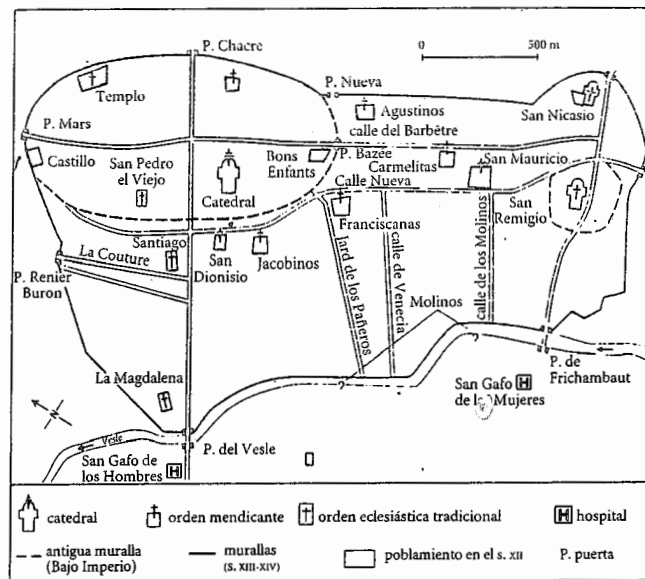 P. Chacre
0 500 m
Templo
P. Nueva
Agustinos
San Nicasio
P. Mars
calle del Barbêtre
Castillo
San Pedro
el Viejo
Catedral
Bons
Enfants
P. Bazée
Carmelitas
San Mauricio
Calle Nueva
Franciscanas
San
Remigio
Santiago
La Couture
San
Dionisio
Jacobinos
P. Renier
Buron
Jard de los Pañeros
calle de Venecia
calle de los Molinos
Molinos
P. de
Frichambaut
La Magdalena
San Gafo H
de las Mujeres
N
Vesle
P. del Vesle
San Gafo de
los Hombres H
catedral
orden mendicante
orden eclesiástica tradicional
H hospital
antigua muralla
(Bajo Imperio)
murallas
(S. XIII-XIV)
poblamiento en el s. XII
P. puerta